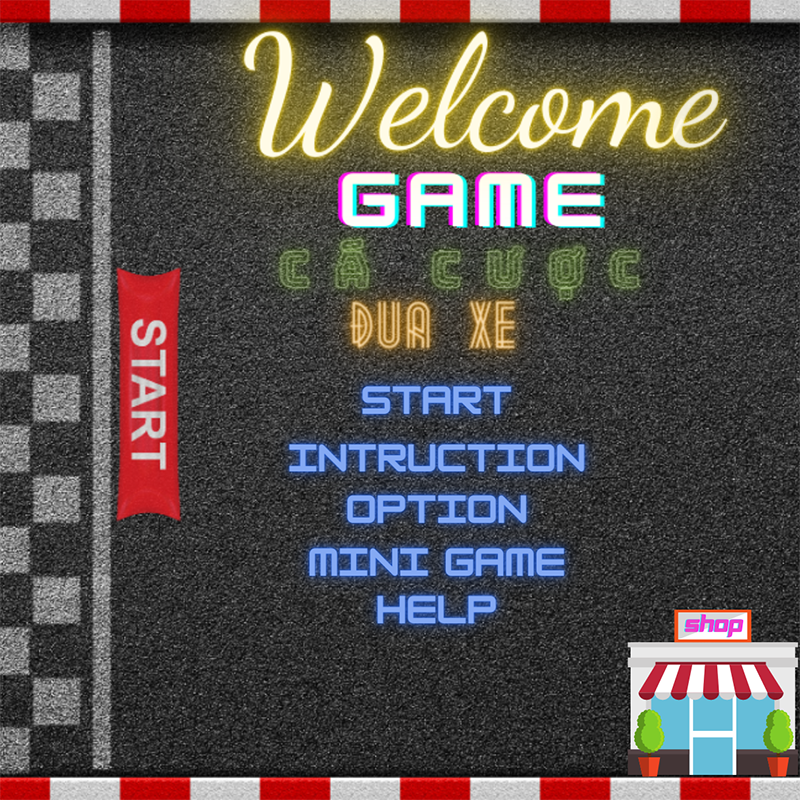 Welcome
GAME
CÁ CƯỢC
ĐUA XE
START
START
INTRUCTION
OPTION
MINI GAME
HELP
shop